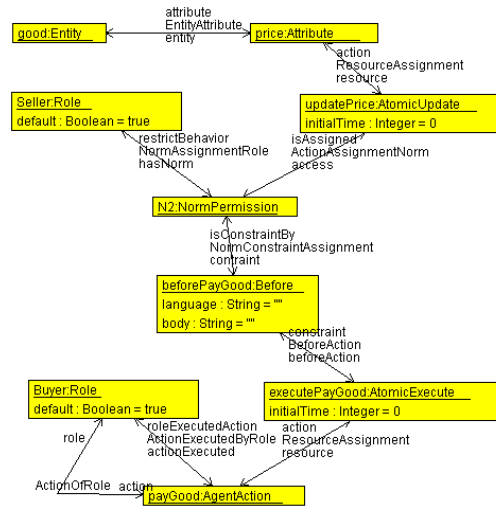 attribute
EntityAttribute
entity
good:Entity
price:Attribute
action
ResourceAssignment
resource
Seller:Role
default : Boolean = true
updatePrice:AtomicUpdate
initialTime : Integer = 0
restrictBehavior
NormAssignmentRole
hasNorm
isAssigned
ActionAssignmentNorm
access
N2:NormPermission
isConstraintBy
NormConstraintAssignment
contraint
beforePayGood:Before
language : String = ""
body : String = ""
constraint
BeforeAction
beforeAction
Buyer:Role
default : Boolean = true
executePayGood:AtomicExecute
initialTime : Integer = 0
role
roleExecutedAction
ActionExecutedByRole
actionExecuted
action
ResourceAssignment
resource
ActionOfRole
action
payGood:AgentAction